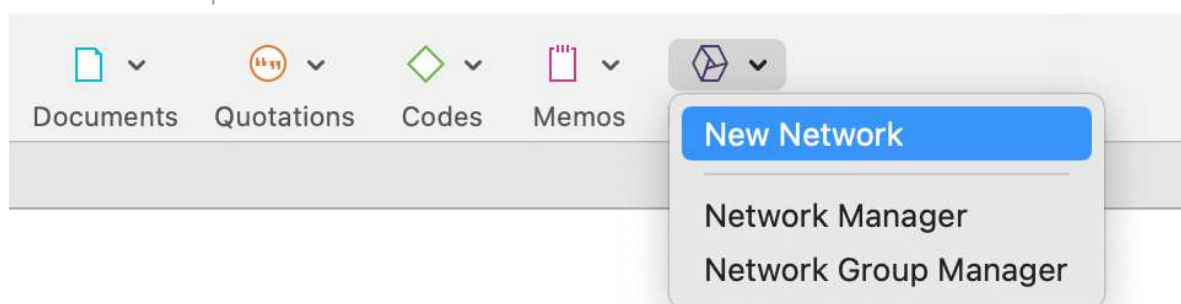 Documents Quotations Codes Memos
New Network
Network Manager
Network Group Manager